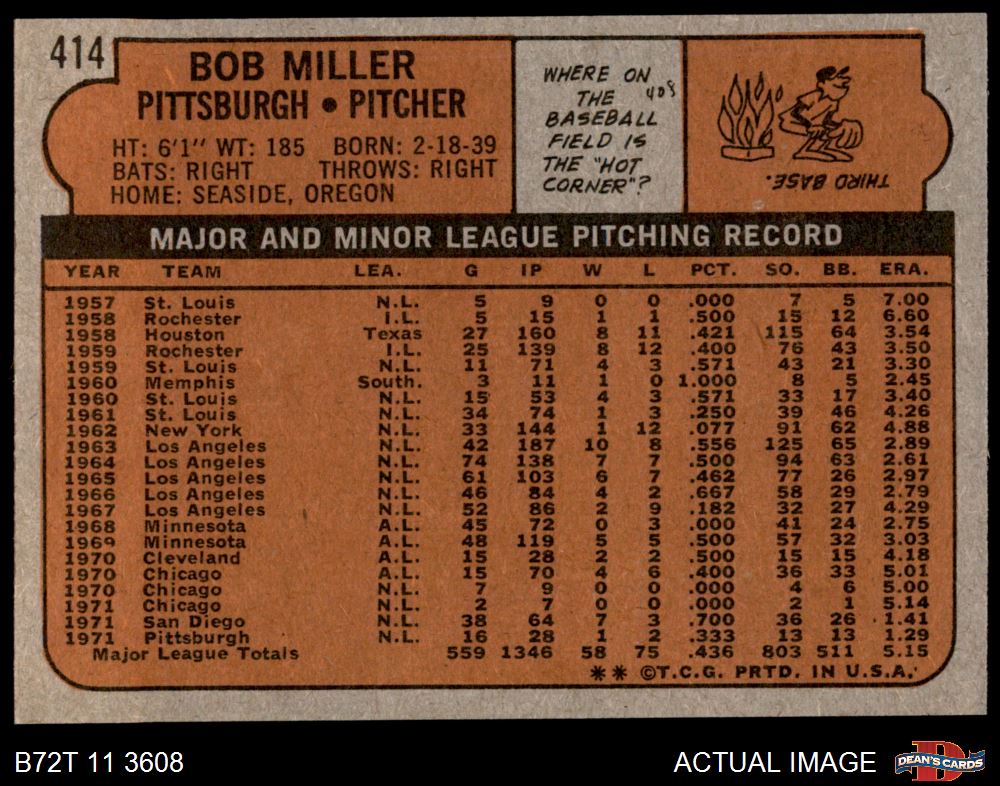 414
BOB MILLER
PITTSBURGH • PITCHER
HT: 6'1" WT: 185 BORN: 2-18-39
BATS: RIGHT THROWS: RIGHT
HOME: SEASIDE, OREGON
WHERE ON
THE
BASEBALL
FIELD IS
THE "HOT
CORNER"?
408
THIRD BASE.
MAJOR AND MINOR LEAGUE PITCHING RECORD
YEAR TEAM LEA. G IP W L PCT. SO. BB. ERA.
1957 St. Louis N.L. 5 9 0 0 .000 7 5 7.00
1958 Rochester I.L. 5 15 1 1 .500 15 12 6.60
1958 Houston Texas 27 160 8 11 .421 115 64 3.54
1959 Rochester I.L. 25 139 8 12 .400 76 43 3.50
1959 St. Louis N.L. 11 71 4 3 .571 43 21 3.30
1960 Memphis South. 3 11 1 0 1.000 8 5 2.45
1960 St. Louis N.L. 15 53 4 3 .571 33 17 3.40
1961 St. Louis N.L. 34 74 1 3 .250 39 46 4.26
1962 New York N.L. 33 144 1 12 .077 91 62 4.88
1963 Los Angeles N.L. 42 187 10 8 .556 125 65 2.89
1964 Los Angeles N.L. 74 138 7 7 .500 94 63 2.61
1965 Los Angeles N.L. 61 103 6 7 .462 77 26 2.97
1966 Los Angeles N.L. 46 84 4 2 .667 58 29 2.79
1967 Los Angeles N.L. 52 86 2 9 .182 32 27 4.29
1968 Minnesota A.L. 45 72 0 3 .000 41 24 2.75
1969 Minnesota A.L. 48 119 5 5 .500 57 32 3.03
1970 Cleveland A.L. 15 28 2 2 .500 15 15 4.18
1970 Chicago A.L. 15 70 4 6 .400 36 33 5.01
1970 Chicago N.L. 7 9 0 0 .000 4 6 5.00
1971 Chicago N.L. 2 7 0 0 .000 2 1 5.14
1971 San Diego N.L. 38 64 7 3 .700 36 26 1.41
1971 Pittsburgh N.L. 16 28 1 2 .333 13 13 1.29
Major League Totals 559 1346 58 75 .436 803 511 5.15
** ©T.C.G. PRTD. IN U.S.A.
B72T 11 3608
ACTUAL IMAGE
D
DEAN'S CARDS